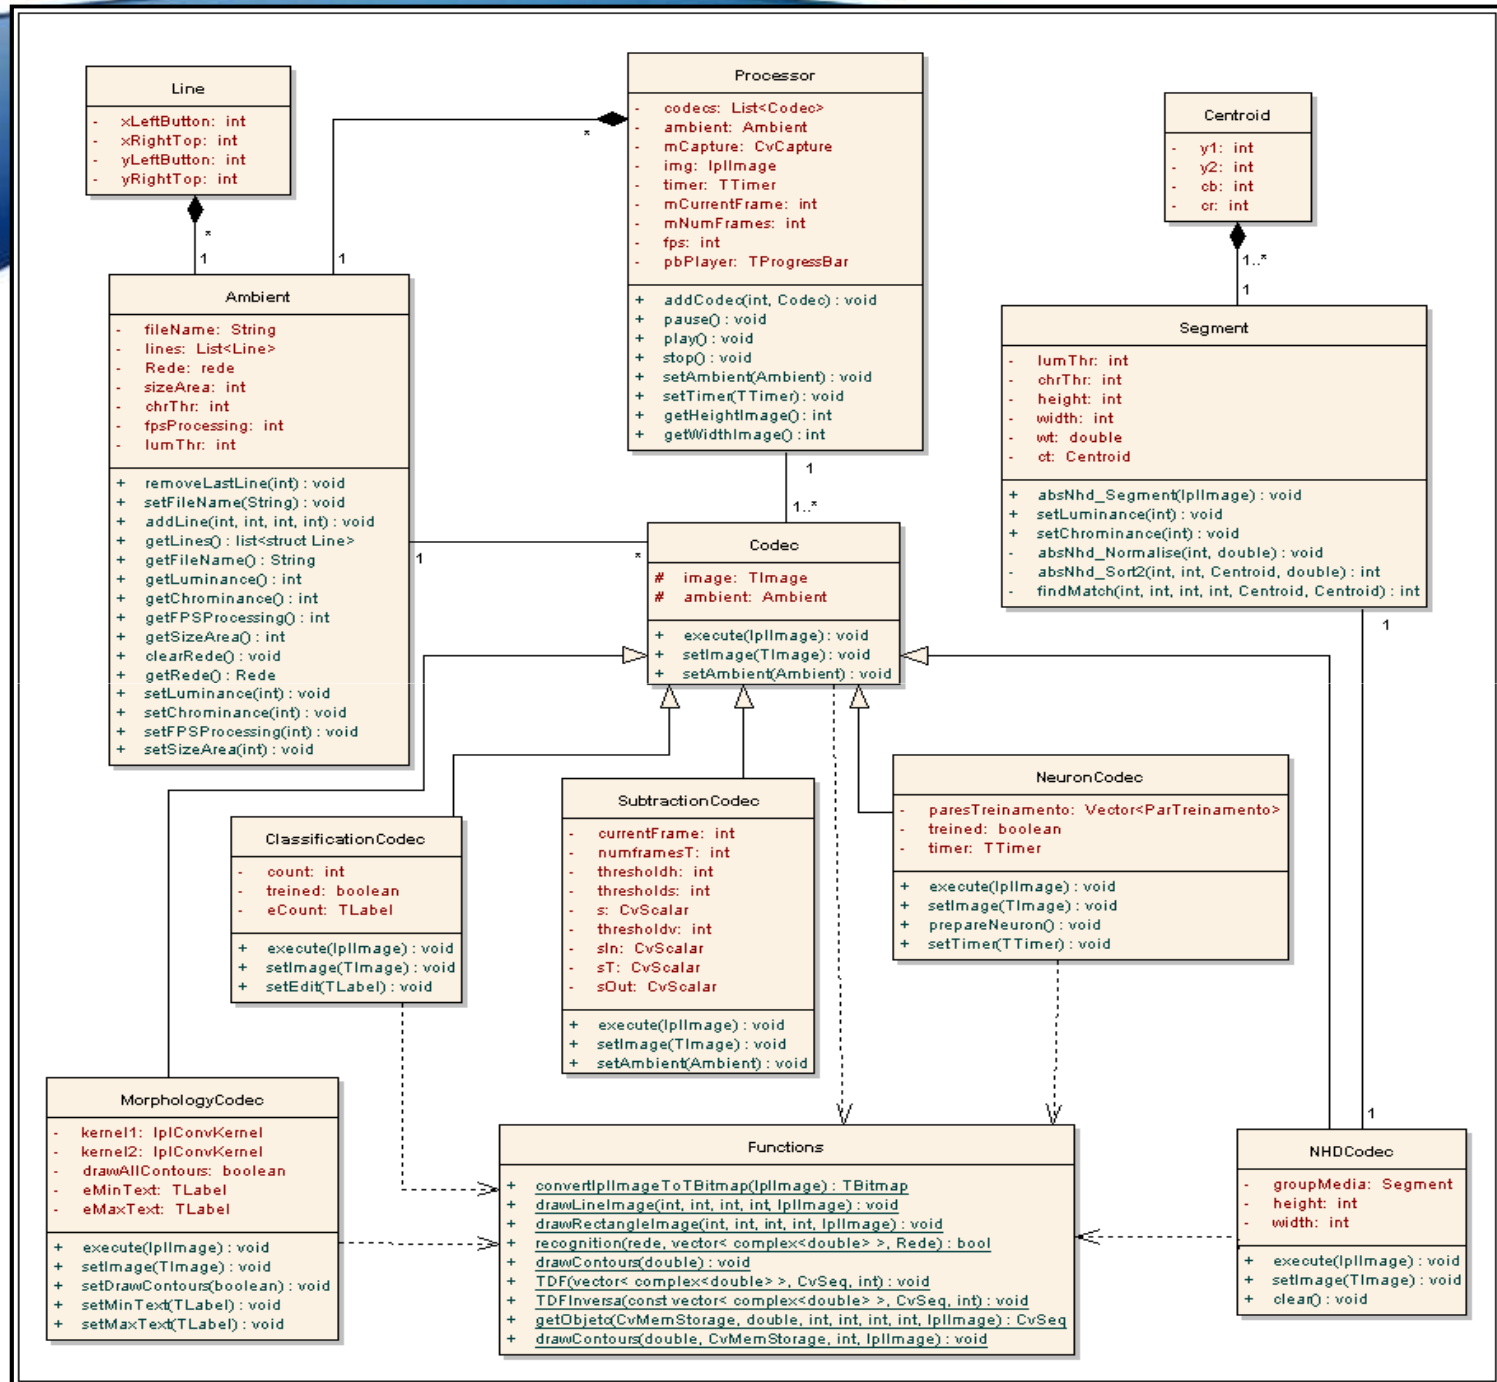 Line
- xLeftButton: int
- xRightTop: int
- yLeftButton: int
- yRightTop: int
*
1
Processor
- codecs: List<Codec>
- ambient: Ambient
- mCapture: CvCapture
- img: IplImage
- timer: TTimer
- mCurrentFrame: int
- mNumFrames: int
- fps: int
- pbPlayer: TProgressBar
+ addCodec(int, Codec) : void
+ pause() : void
+ play() : void
+ stop() : void
+ setAmbient(Ambient) : void
+ setTimer(TTimer) : void
+ getHeightImage() : int
+ getWidthImage() : int
*
1
1
1..*
Centroid
- y1: int
- y2: int
- cb: int
- cr: int
1..*
1
Ambient
- fileName: String
- lines: List<Line>
- Rede: rede
- sizeArea: int
- chrThr: int
- fpsProcessing: int
- lumThr: int
+ removeLastLine(int) : void
+ setFileName(String) : void
+ addLine(int, int, int, int) : void
+ getLines() : list<struct Line>
+ getFileName() : String
+ getLuminance() : int
+ getChrominance() : int
+ getFPSProcessing() : int
+ getSizeArea() : int
+ clearRede() : void
+ getRede() : Rede
+ setLuminance(int) : void
+ setChrominance(int) : void
+ setFPSProcessing(int) : void
+ setSizeArea(int) : void
1
*
Segment
- lumThr: int
- chrThr: int
- height: int
- width: int
- wt: double
- ct: Centroid
+ absNhd_Segment(IplImage) : void
+ setLuminance(int) : void
+ setChrominance(int) : void
- absNhd_Normalise(int, double) : void
- absNhd_Sort2(int, int, Centroid, double) : int
- findMatch(int, int, int, int, Centroid, Centroid) : int
1
1
Codec
# image: TImage
# ambient: Ambient
+ execute(IplImage) : void
+ setImage(TImage) : void
+ setAmbient(Ambient) : void
ClassificationCodec
- count: int
- treined: boolean
- eCount: TLabel
+ execute(IplImage) : void
+ setImage(TImage) : void
+ setEdit(TLabel) : void
SubtractionCodec
- currentFrame: int
- numframesT: int
- thresholdh: int
- thresholds: int
- s: CvScalar
- thresholdv: int
- sIn: CvScalar
- sT: CvScalar
- sOut: CvScalar
+ execute(IplImage) : void
+ setImage(TImage) : void
+ setAmbient(Ambient) : void
NeuronCodec
- paresTreinamento: Vector<ParTreinamento>
- treined: boolean
- timer: TTimer
+ execute(IplImage) : void
+ setImage(TImage) : void
+ prepareNeuron() : void
+ setTimer(TTimer) : void
MorphologyCodec
- kernel1: IplConvKernel
- kernel2: IplConvKernel
- drawAllContours: boolean
- eMinText: TLabel
- eMaxText: TLabel
+ execute(IplImage) : void
+ setImage(TImage) : void
+ setDrawContours(boolean) : void
+ setMinText(TLabel) : void
+ setMaxText(TLabel) : void
Functions
+ convertIplImageToTBitmap(IplImage) : TBitmap
+ drawLineImage(int, int, int, int, IplImage) : void
+ drawRectangleImage(int, int, int, int, IplImage) : void
+ recognition(rede, vector< complex<double> >, Rede) : bool
+ drawContours(double) : void
+ TDF(vector< complex<double> >, CvSeq, int) : void
+ TDFInversa(const vector< complex<double> >, CvSeq, int) : void
+ getObjeto(CvMemStorage, double, int, int, int, int, IplImage) : CvSeq
+ drawContours(double, CvMemStorage, int, IplImage) : void
NHDCodec
- groupMedia: Segment
- height: int
- width: int
+ execute(IplImage) : void
+ setImage(TImage) : void
+ clear() : void